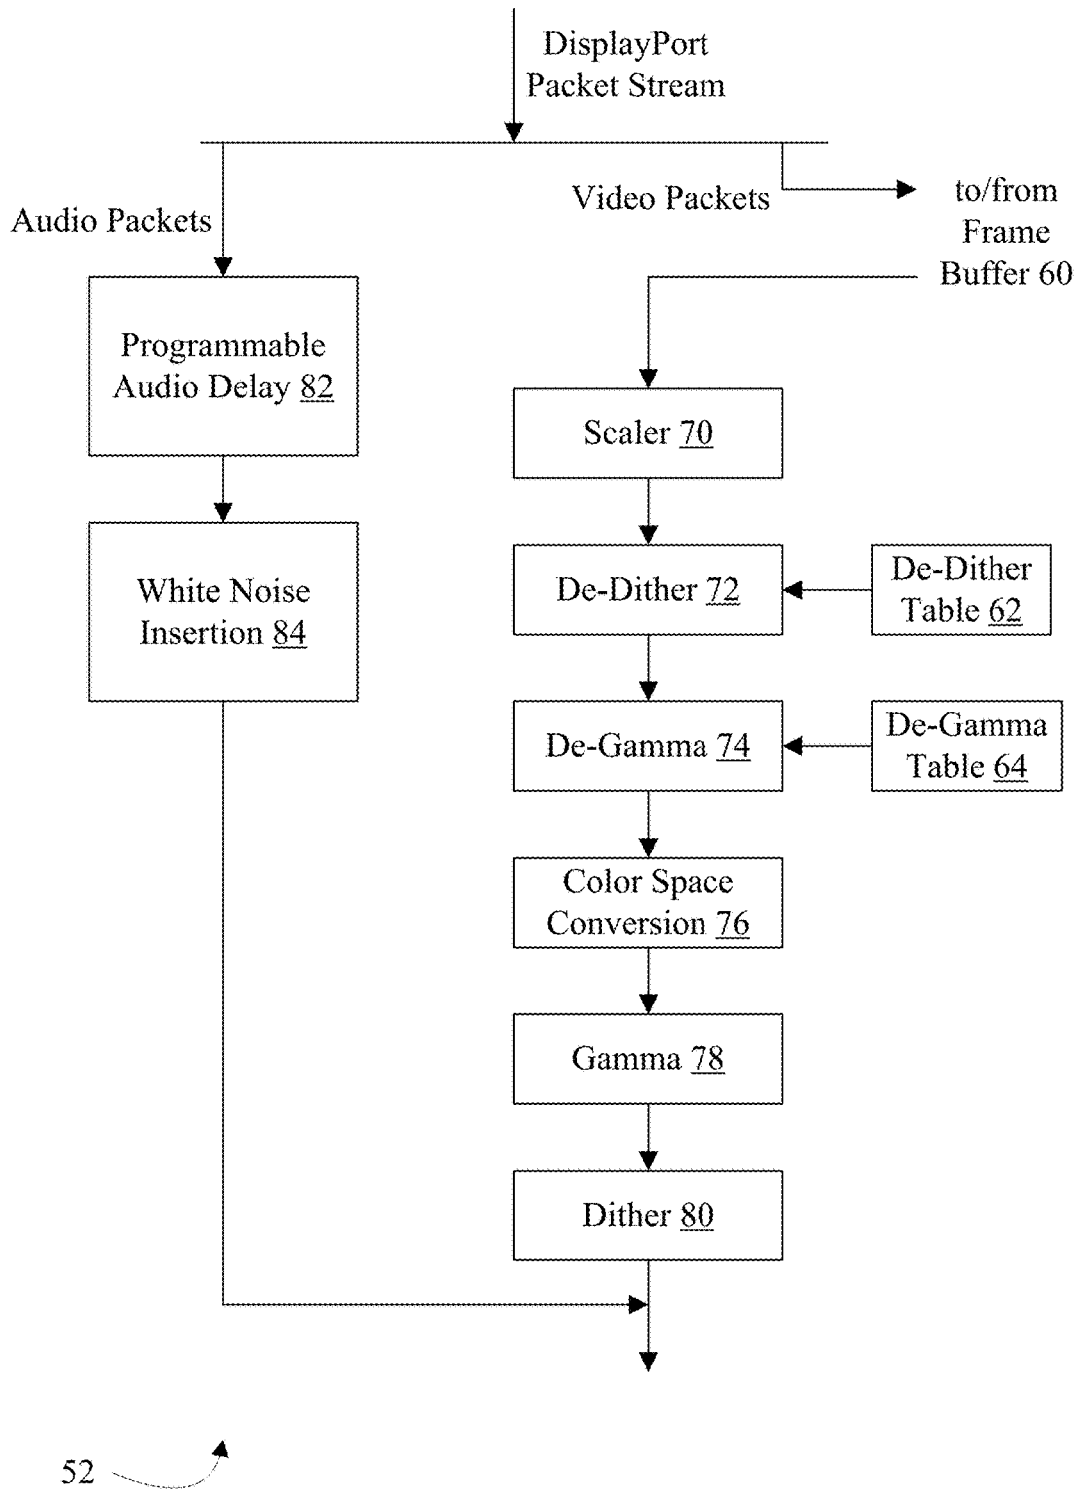 DisplayPort
Packet Stream
Audio Packets
Video Packets
to/from
Frame
Buffer 60
Programmable
Audio Delay 82
Scaler 70
White Noise
Insertion 84
De-Dither 72
De-Dither
Table 62
De-Gamma 74
De-Gamma
Table 64
Color Space
Conversion 76
Gamma 78
Dither 80
52